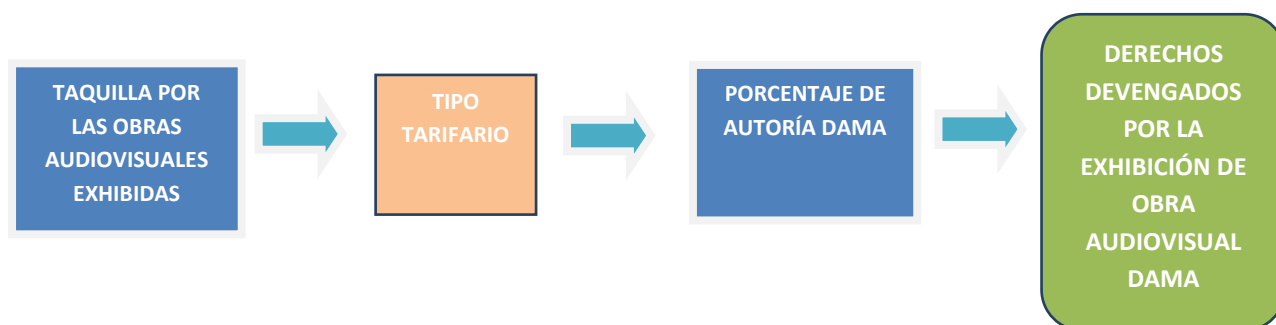 TAQUILLA POR
LAS OBRAS
AUDIOVISUALES
EXHIBIDAS
TIPO
TARIFARIO
PORCENTAJE DE
AUTORÍA DAMA
DERECHOS
DEVENGADOS
POR LA
EXHIBICIÓN DE
OBRA
AUDIOVISUAL
DAMA